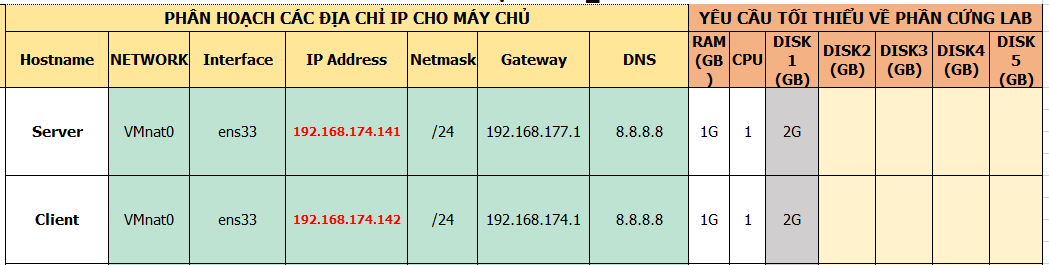 PHÂN HOẠCH CÁC ĐỊA CHỈ IP CHO MÁY CHỦ YÊU CẦU TỐI THIỂU VỀ PHẦN CỨNG LAB
Hostname NETWORK Interface IP Address Netmask Gateway DNS RAM (GB ) CPU DISK 1 (GB) DISK2 (GB) DISK3 (GB) DISK4 (GB) DISK 5 (GB)
Server VMnat0 ens33 192.168.174.141 /24 192.168.177.1 8.8.8.8 1G 1 2G
Client VMnat0 ens33 192.168.174.142 /24 192.168.174.1 8.8.8.8 1G 1 2G